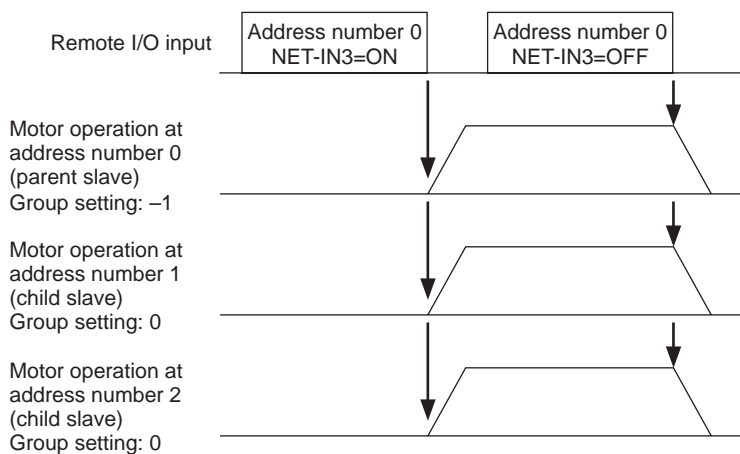 Remote I/O input
Address number 0
NET-IN3=ON
Address number 0
NET-IN3=OFF
Motor operation at
address number 0
(parent slave)
Group setting: –1
Motor operation at
address number 1
(child slave)
Group setting: 0
Motor operation at
address number 2
(child slave)
Group setting: 0